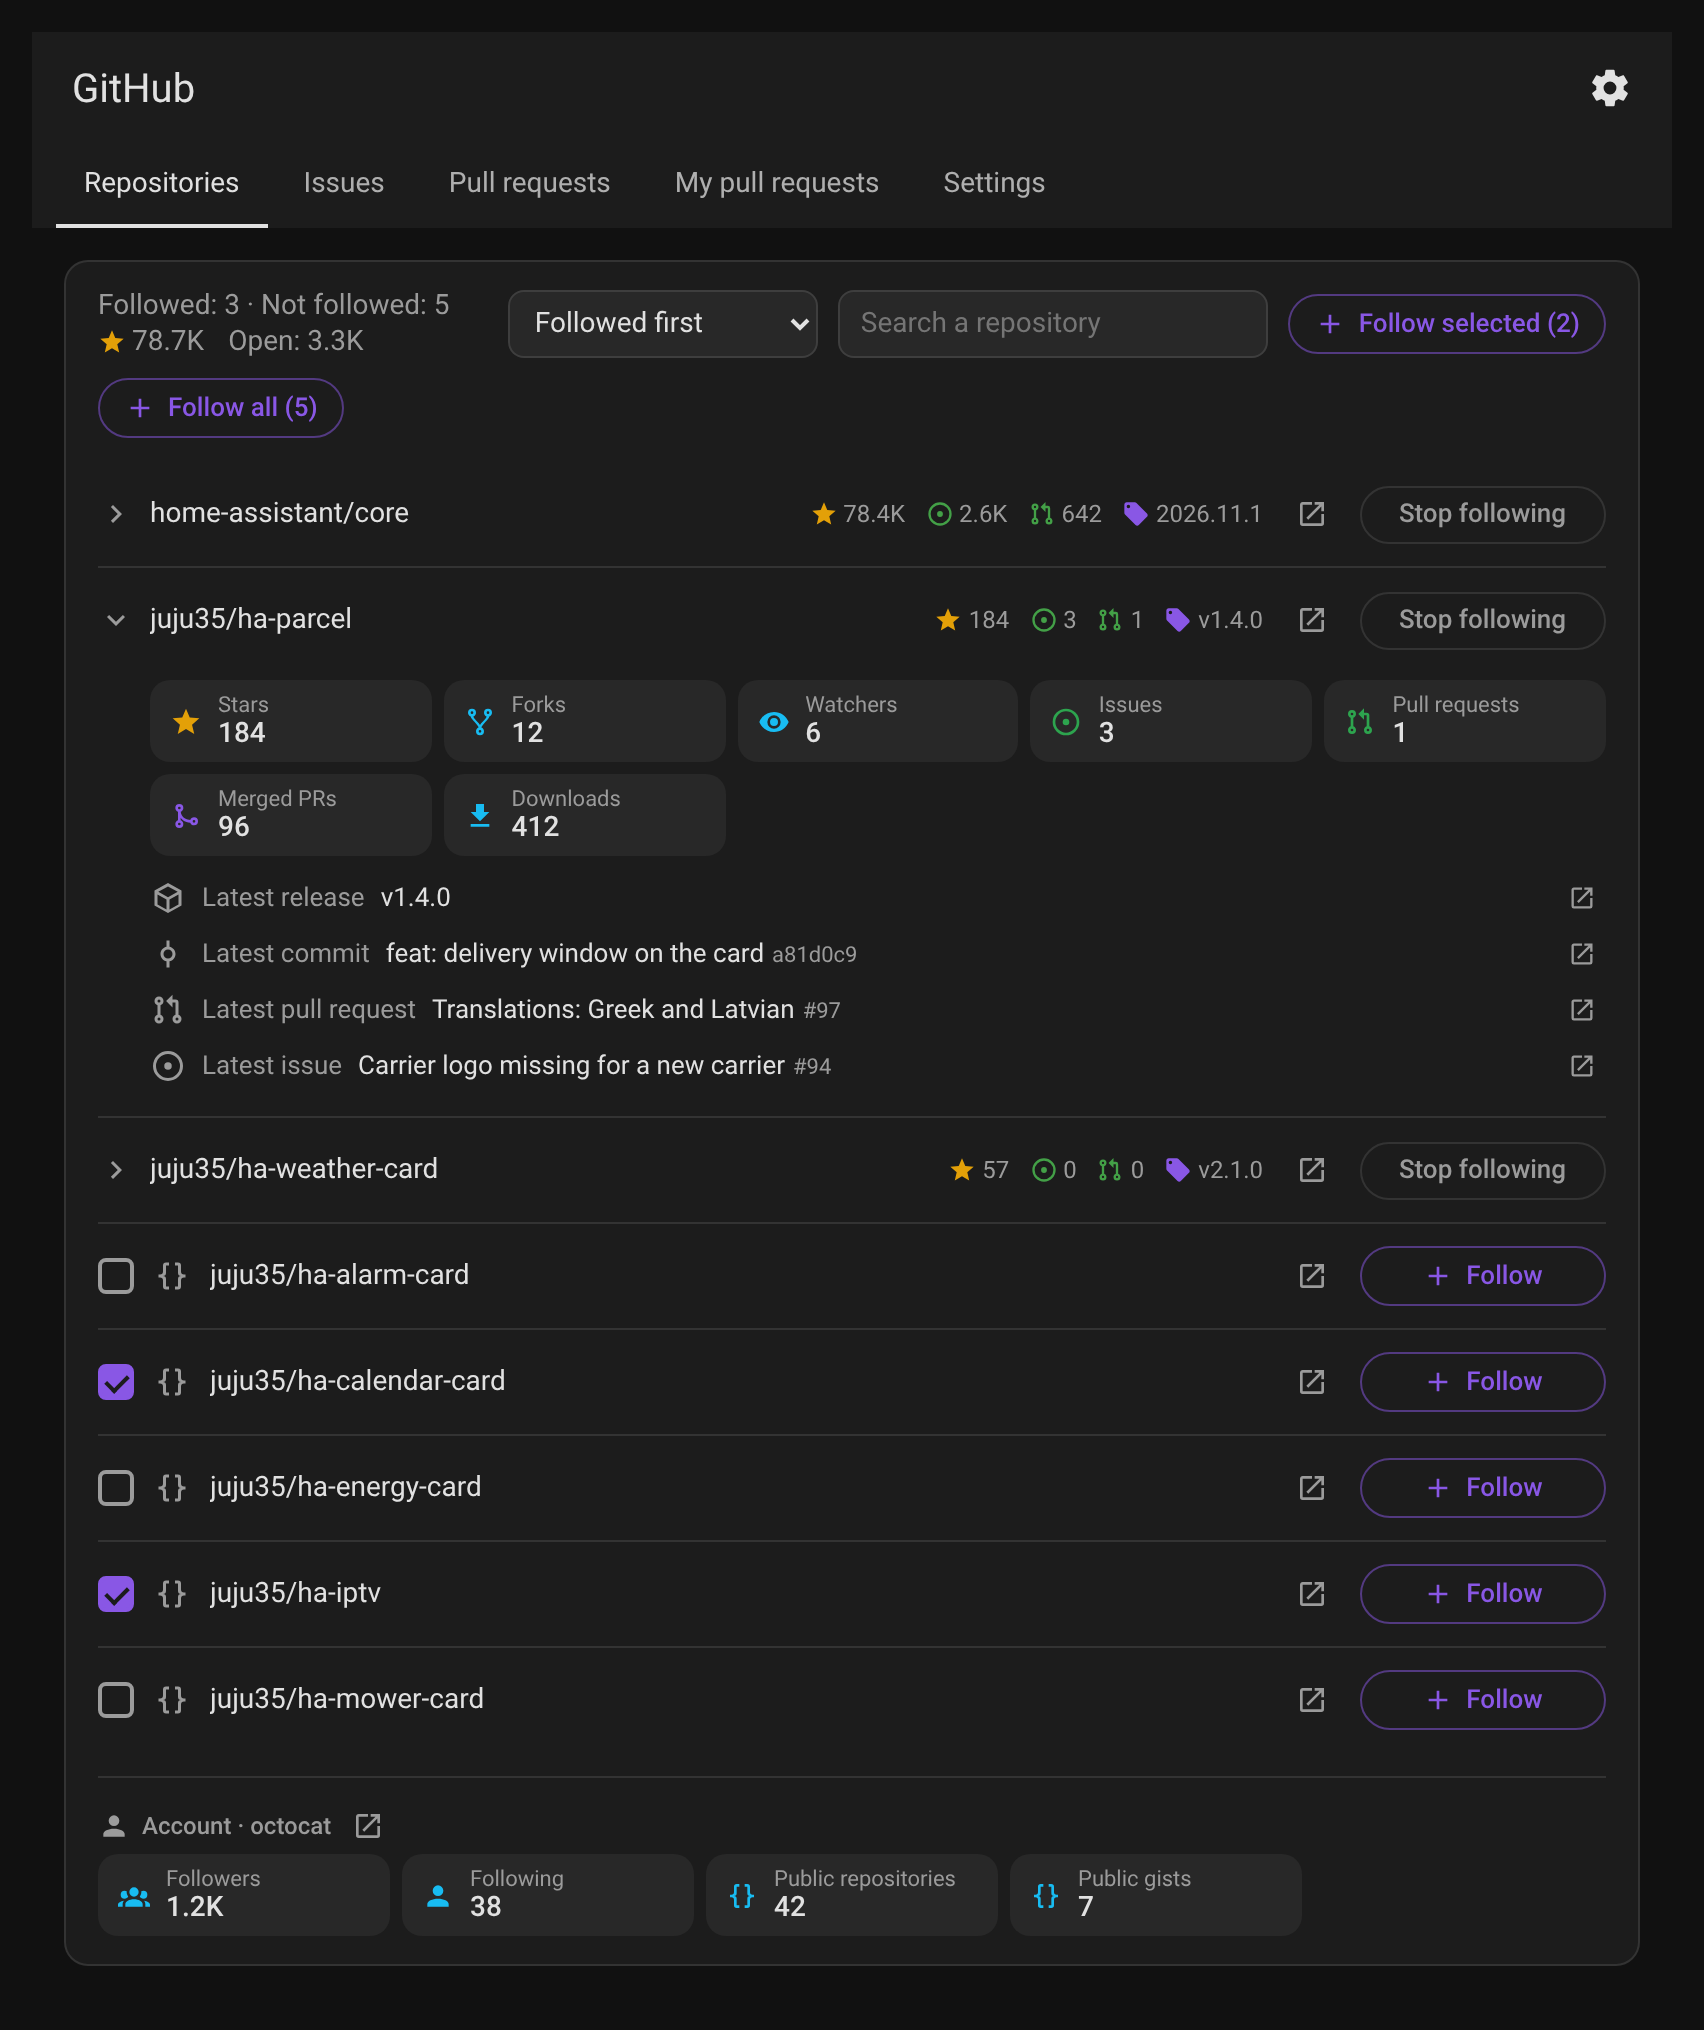 GitHub
Repositories Issues Pull requests My pull requests Settings
Followed: 3 · Not followed: 5
78.7K Open: 3.3K
Followed first
Search a repository
Follow selected (2)
Follow all (5)
home-assistant/core 78.4K 2.6K 642 2026.11.1 Stop following
juju35/ha-parcel 184 3 1 v1.4.0 Stop following
Stars
184
Forks
12
Watchers
6
Issues
3
Pull requests
1
Merged PRs
96
Downloads
412
Latest release v1.4.0
Latest commit feat: delivery window on the card a81d0c9
Latest pull request Translations: Greek and Latvian #97
Latest issue Carrier logo missing for a new carrier #94
juju35/ha-weather-card 57 0 0 v2.1.0 Stop following
juju35/ha-alarm-card Follow
juju35/ha-calendar-card Follow
juju35/ha-energy-card Follow
juju35/ha-iptv Follow
juju35/ha-mower-card Follow
Account · octocat
Followers
1.2K
Following
38
Public repositories
42
Public gists
7